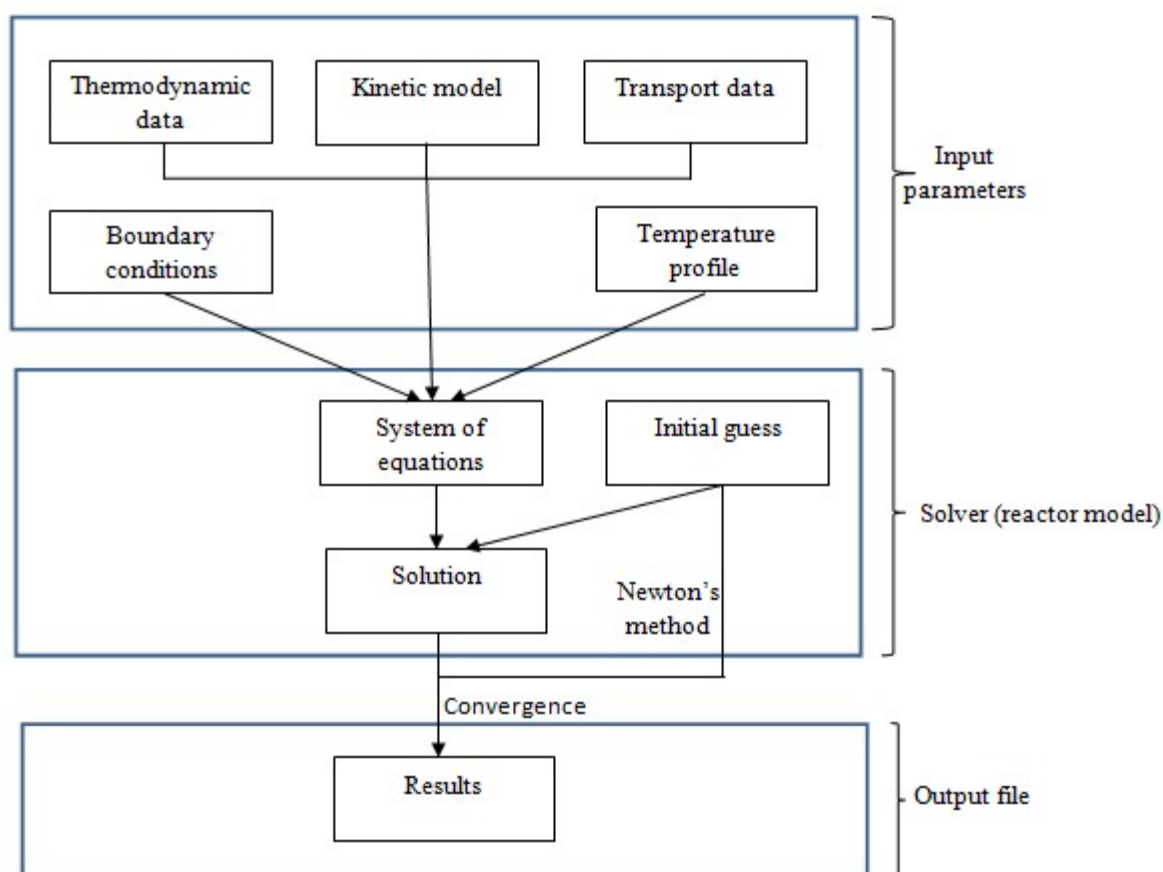 Thermodynamic
data
Kinetic model
Transport data
Input
parameters
Boundary
conditions
Temperature
profile
System of
equations
Initial guess
Solver (reactor model)
Solution
Newton's
method
Convergence
Results
Output file